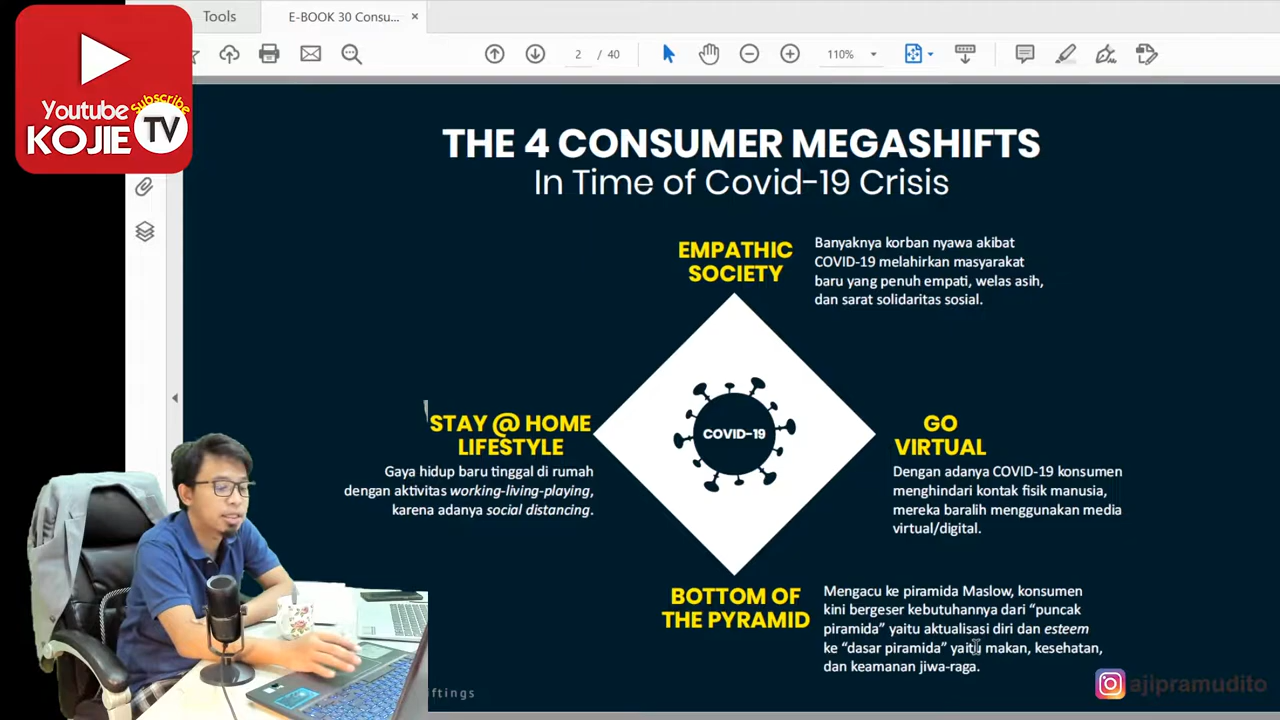 Tools
E-BOOK 30 Consu...
Youtube
Subscribe
KOJIE TV
2 / 40
110%
THE 4 CONSUMER MEGASHIFTS
In Time of Covid-19 Crisis
EMPATHIC
SOCIETY
Banyaknya korban nyawa akibat
COVID-19 melahirkan masyarakat
baru yang penuh empati, welas asih,
dan sarat solidaritas sosial.
STAY @ HOME
LIFESTYLE
Gaya hidup baru tinggal di rumah
dengan aktivitas working-living-playing,
karena adanya social distancing.
COVID-19
GO
VIRTUAL
Dengan adanya COVID-19 konsumen
menghindari kontak fisik manusia,
mereka baralih menggunakan media
virtual/digital.
BOTTOM OF
THE PYRAMID
Mengacu ke piramida Maslow, konsumen
kini bergeser kebutuhannya dari “puncak
piramida” yaitu aktualisasi diri dan esteem
ke “dasar piramida” yaitu makan, kesehatan,
dan keamanan jiwa-raga.
iftings
ajipramudito